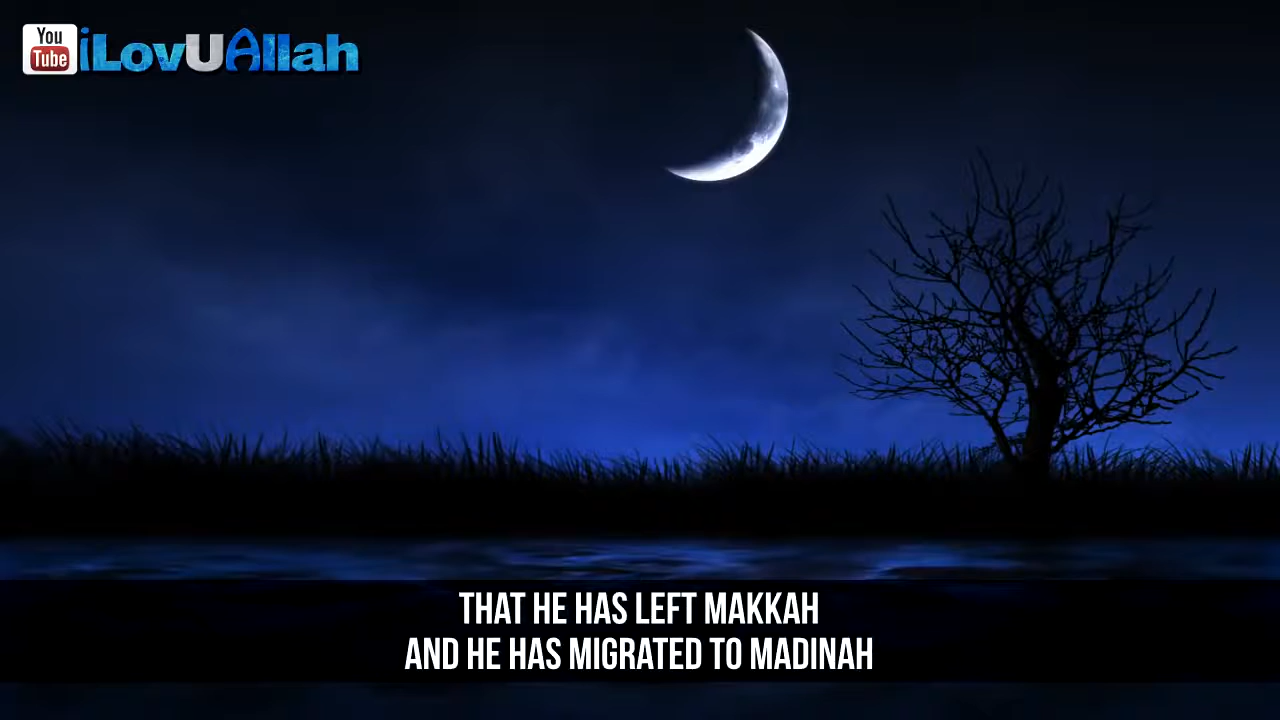 You
Tube
iLovUAllah
THAT HE HAS LEFT MAKKAH
AND HE HAS MIGRATED TO MADINAH